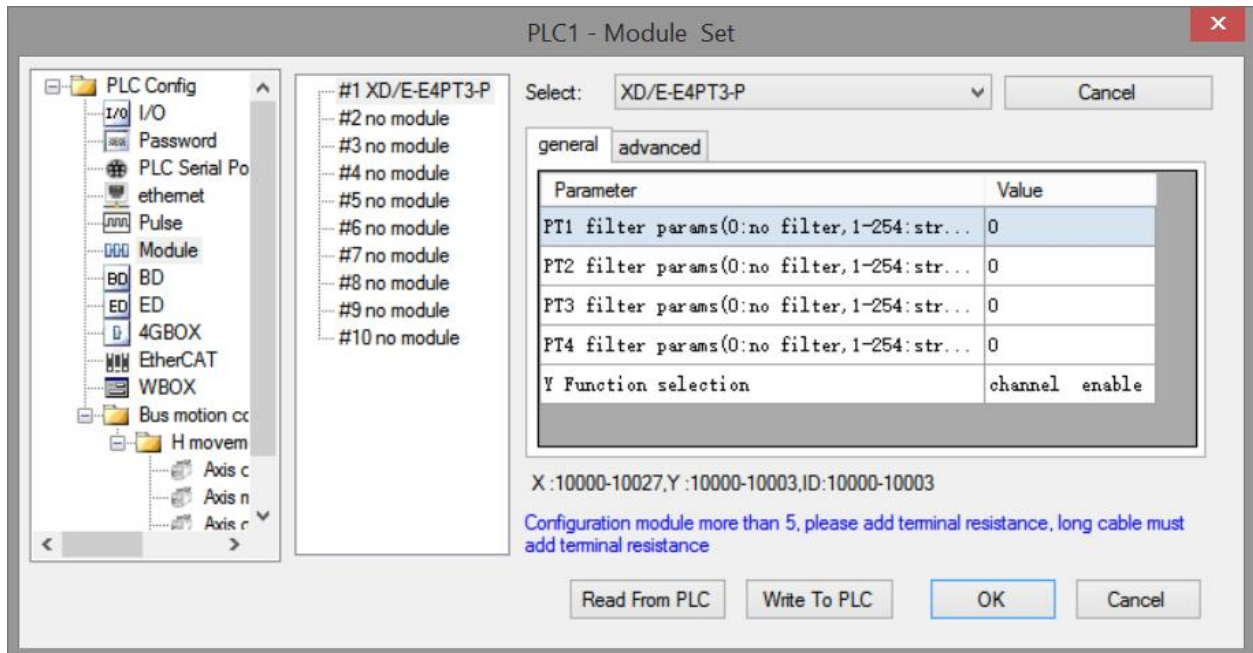 PLC1 - Module Set
PLC Config
I/O I/O
Password
PLC Serial Po
ethernet
Pulse
Module
BD BD
ED ED
4GBOX
EtherCAT
WBOX
Bus motion cc
H movem
Axis c
Axis n
Axis r
#1 XD/E-E4PT3-P
#2 no module
#3 no module
#4 no module
#5 no module
#6 no module
#7 no module
#8 no module
#9 no module
#10 no module
Select: XD/E-E4PT3-P Cancel
general advanced
Parameter Value
PT1 filter params(0:no filter,1-254:str... 0
PT2 filter params(0:no filter,1-254:str... 0
PT3 filter params(0:no filter,1-254:str... 0
PT4 filter params(0:no filter,1-254:str... 0
Y Function selection channel enable
X :10000-10027,Y :10000-10003,ID:10000-10003
Configuration module more than 5, please add terminal resistance, long cable must
add terminal resistance
Read From PLC Write To PLC OK Cancel